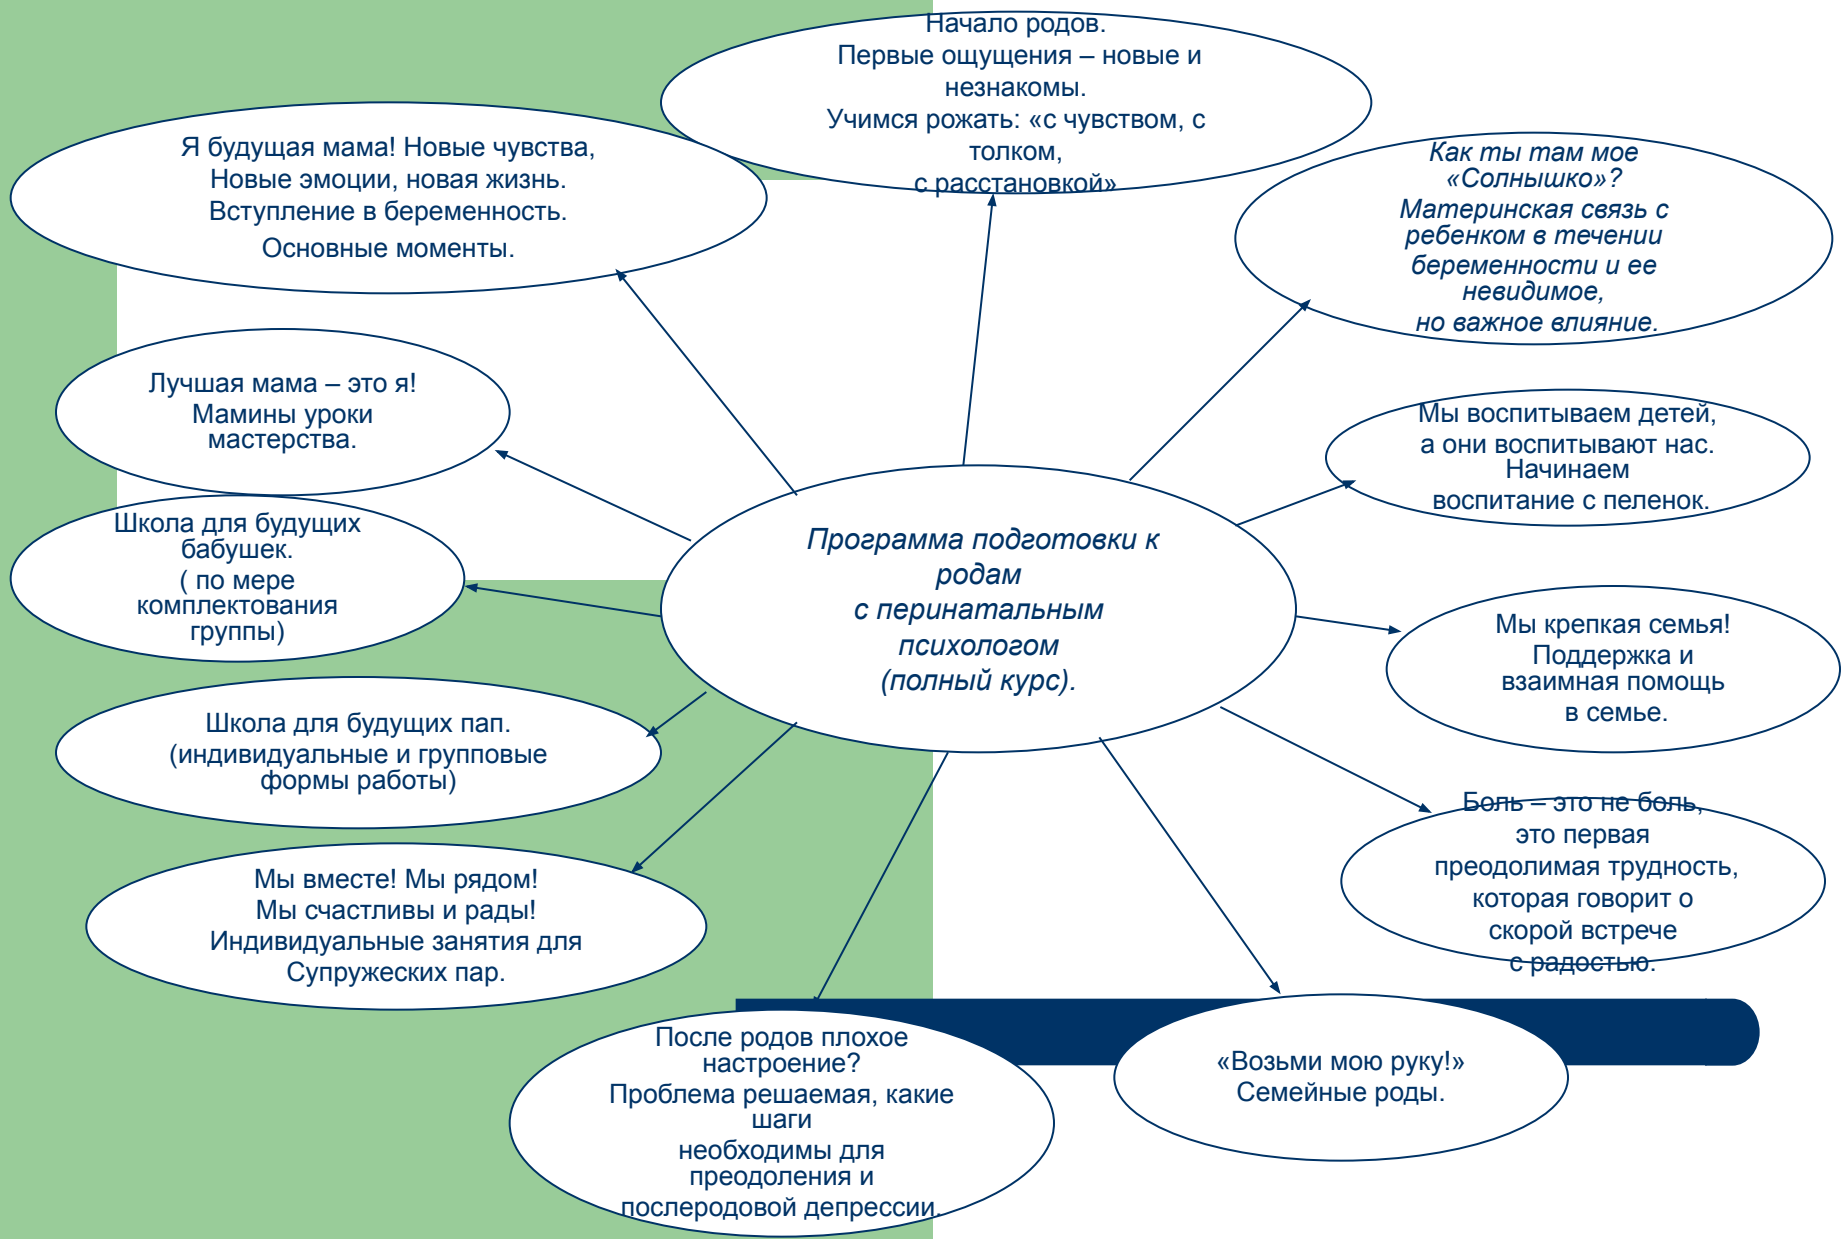 Начало родов.
Первые ощущения – новые и
незнакомы.
Учимся рожать: «с чувством, с
толком,
с расстановкой»
Я будущая мама! Новые чувства,
Новые эмоции, новая жизнь.
Вступление в беременность.
Основные моменты.
Как ты там мое
«Солнышко»?
Материнская связь с
ребенком в течении
беременности и ее
невидимое,
но важное влияние.
Лучшая мама – это я!
Мамины уроки
мастерства.
Мы воспитываем детей,
а они воспитывают нас.
Начинаем
воспитание с пеленок.
Школа для будущих
бабушек.
( по мере
комплектования
группы)
Программа подготовки к
родам
с перинатальным
психологом
(полный курс).
Мы крепкая семья!
Поддержка и
взаимная помощь
в семье.
Школа для будущих пап.
(индивидуальные и групповые
формы работы)
Боль – это не боль,
это первая
преодолимая трудность,
которая говорит о
скорой встрече
с радостью.
Мы вместе! Мы рядом!
Мы счастливы и рады!
Индивидуальные занятия для
Супружеских пар.
После родов плохое
настроение?
Проблема решаемая, какие
шаги
необходимы для
преодоления и
послеродовой депрессии.
«Возьми мою руку!»
Семейные роды.